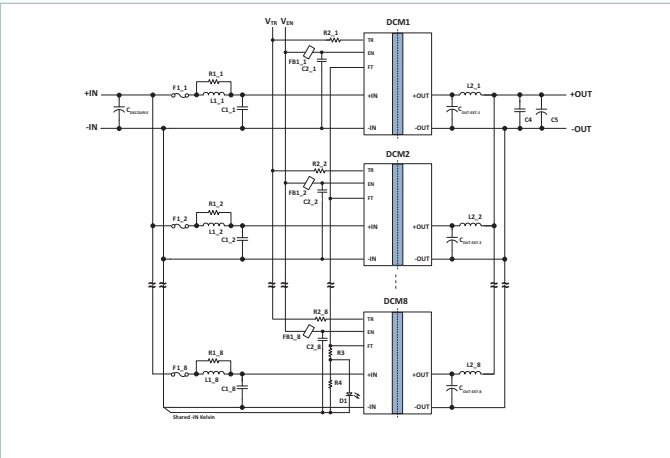 VTR VEN
DCM1
R2_1
TR
EN
FB1_1
C2_1
FT
R1_1
F1_1
L1_1
C1_1
+IN
CDECOUPLE
-IN
+IN
-IN
+OUT
-OUT
L2_1
COUT-EXT-1
C4
C5
+OUT
-OUT
DCM2
R2_2
TR
EN
FB1_2
C2_2
FT
R1_2
F1_2
L1_2
C1_2
+IN
-IN
+OUT
-OUT
L2_2
COUT-EXT-2
DCM8
R2_8
TR
EN
FB1_8
C2_8
FT
R3
R4
D1
R1_8
F1_8
L1_8
C1_8
+IN
-IN
+OUT
-OUT
L2_8
COUT-EXT-8
Shared -IN Kelvin